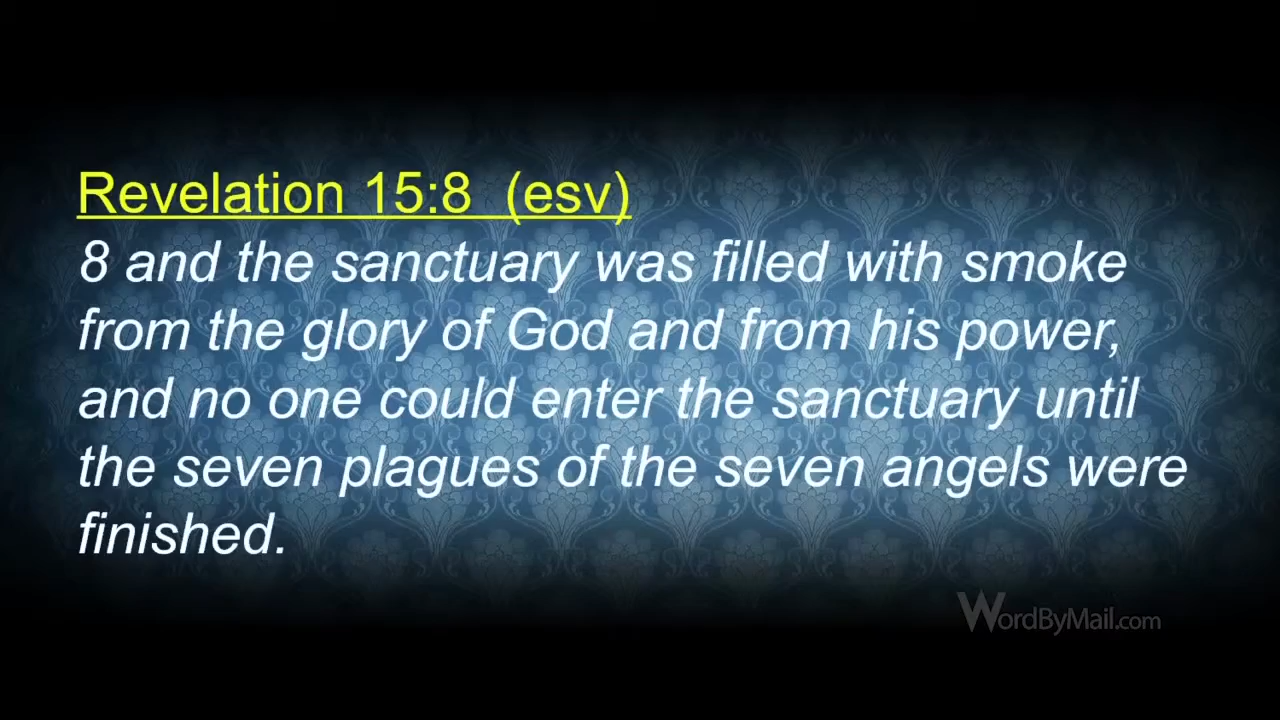 Revelation 15:8 (esv)
8 and the sanctuary was filled with smoke
from the glory of God and from his power,
and no one could enter the sanctuary until
the seven plagues of the seven angels were
finished.
WordByMail.com